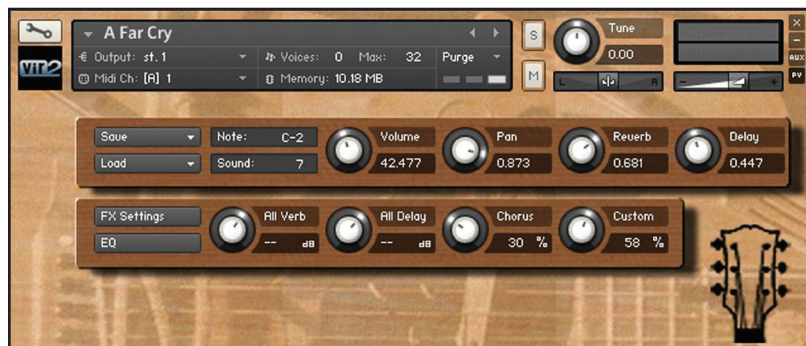 A Far Cry
S
Tune
Output: st. 1
Voices: 0 Max: 32
Purge
0.00
AUX
Midi Ch: [A] 1
Memory: 10.18 MB
M
L R
- +
PV
VIR2
Save
Note: C-2
Volume
Pan
Reverb
Delay
Load
Sound: 7
42.477
0.873
0.681
0.447
FX Settings
All Verb
All Delay
Chorus
Custom
EQ
-- dB
-- dB
30 %
58 %